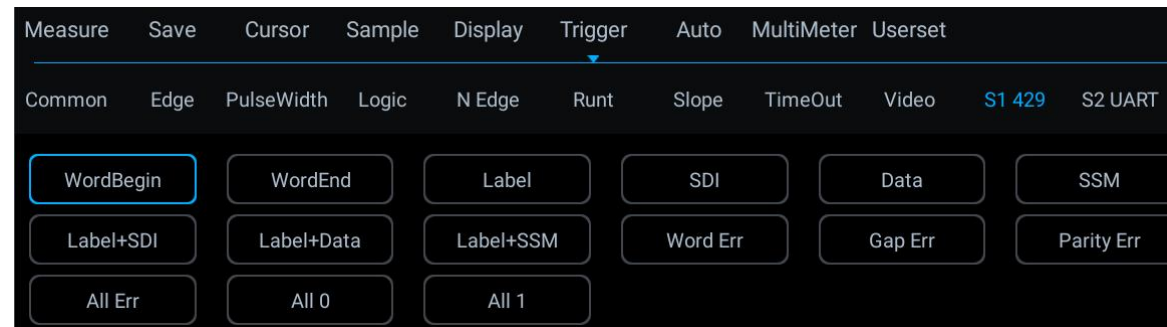 Measure Save Cursor Sample Display Trigger Auto MultiMeter Userset
Common Edge PulseWidth Logic N Edge Runt Slope TimeOut Video S1 429 S2 UART
WordBegin WordEnd Label SDI Data SSM
Label+SDI Label+Data Label+SSM Word Err Gap Err Parity Err
All Err All 0 All 1